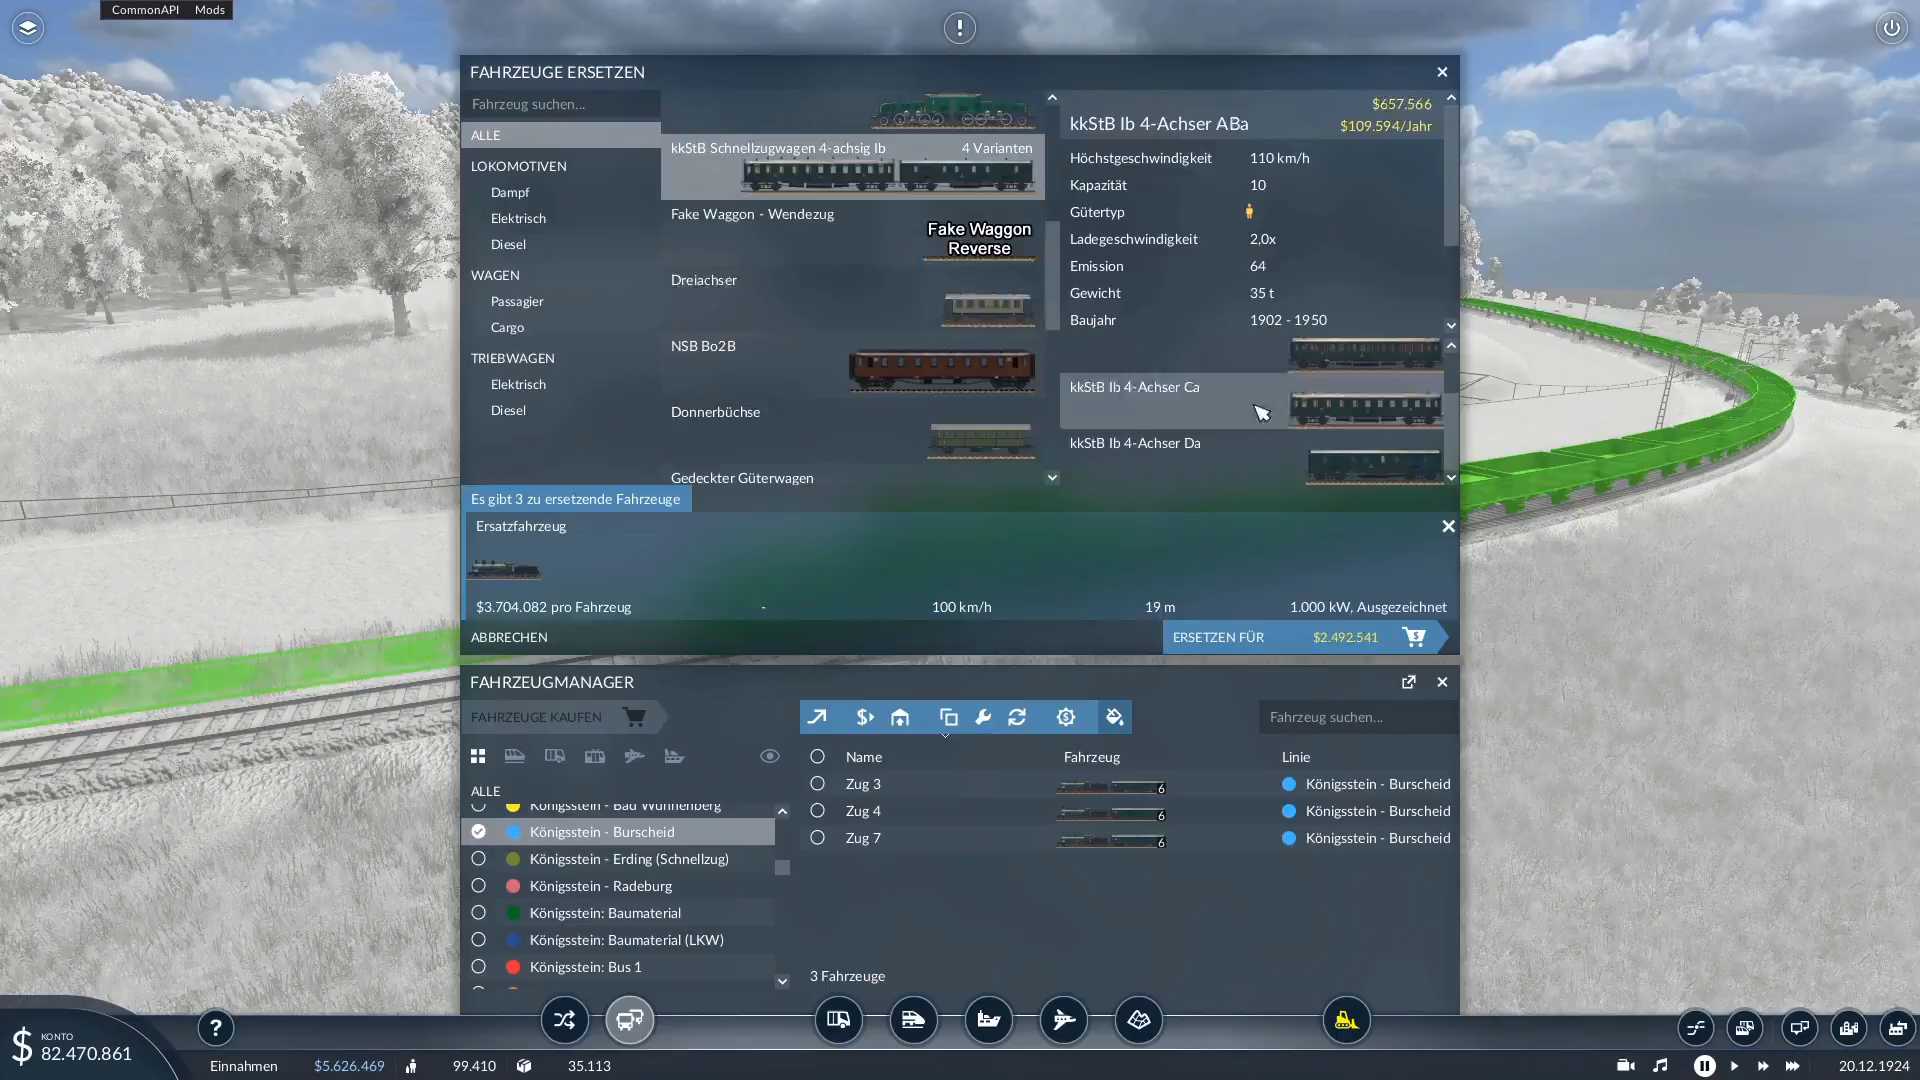 CommonAPI Mods
FAHRZEUGE ERSETZEN
Fahrzeug suchen...
ALLE
LOKOMOTIVEN
Dampf
Elektrisch
Diesel
WAGEN
Passagier
Cargo
TRIEBWAGEN
Elektrisch
Diesel
kkStB Schnellzugwagen 4-achsig Ib 4 Varianten
Fake Waggon - Wendezug
Fake Waggon
Reverse
Dreiachser
NSB Bo2B
Donnerbüchse
Gedeckter Güterwagen
$657.566
kkStB Ib 4-Achser ABa
$109.594/Jahr
Höchstgeschwindigkeit 110 km/h
Kapazität 10
Gütertyp
Ladegeschwindigkeit 2,0x
Emission 64
Gewicht 35 t
Baujahr 1902 - 1950
kkStB Ib 4-Achser Ca
kkStB Ib 4-Achser Da
Es gibt 3 zu ersetzende Fahrzeuge
Ersatzfahrzeug
$3.704.082 pro Fahrzeug - 100 km/h 19 m 1.000 kW, Ausgezeichnet
ABBRECHEN
ERSETZEN FÜR $2.492.541
FAHRZEUGMANAGER
FAHRZEUGE KAUFEN
Fahrzeug suchen...
ALLE
Königsstein - Bad Wünnenberg
Königsstein - Burscheid
Königsstein - Erding (Schnellzug)
Königsstein - Radeburg
Königsstein: Baumaterial
Königsstein: Baumaterial (LKW)
Königsstein: Bus 1
Name Fahrzeug Linie
Zug 3 6 Königsstein - Burscheid
Zug 4 6 Königsstein - Burscheid
Zug 7 6 Königsstein - Burscheid
3 Fahrzeuge
KONTO
$ 82.470.861
?
Einnahmen $5.626.469 99.410 35.113
20.12.1924